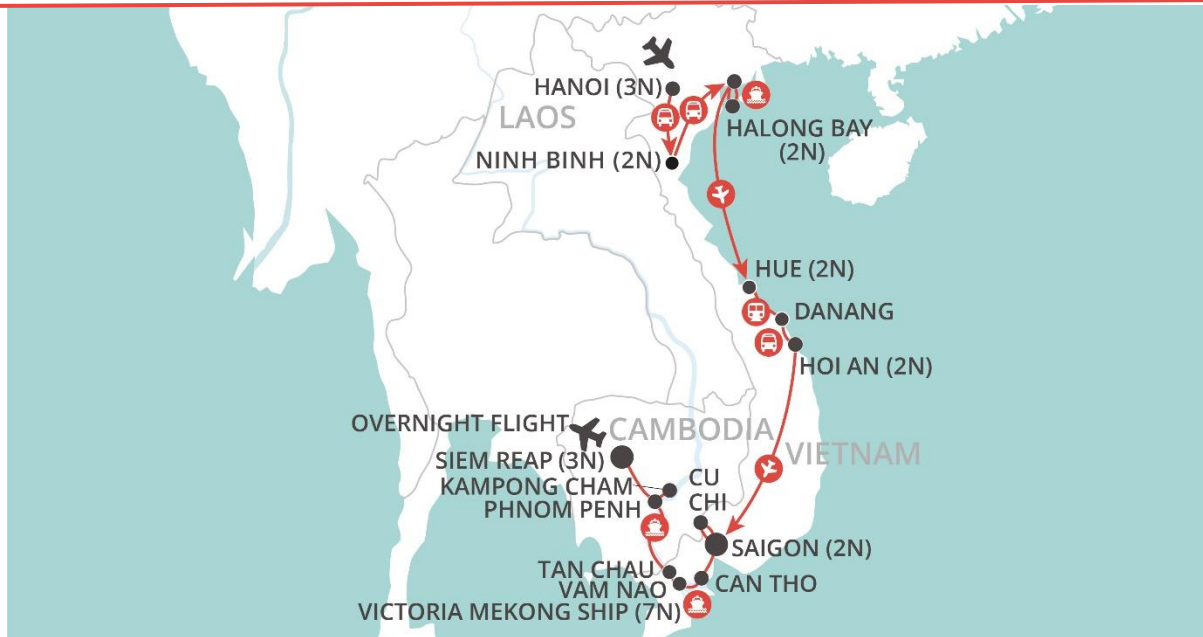 HANOI (3N)
LAOS
HALONG BAY
(2N)
NINH BINH (2N)
HUE (2N)
DANANG
HOI AN (2N)
OVERNIGHT FLIGHT
CAMBODIA
VIETNAM
SIEM REAP (3N)
KAMPONG CHAM
PHNOM PENH
CU
CHI
SAIGON (2N)
TAN CHAU
VAM NAO
CAN THO
VICTORIA MEKONG SHIP (7N)